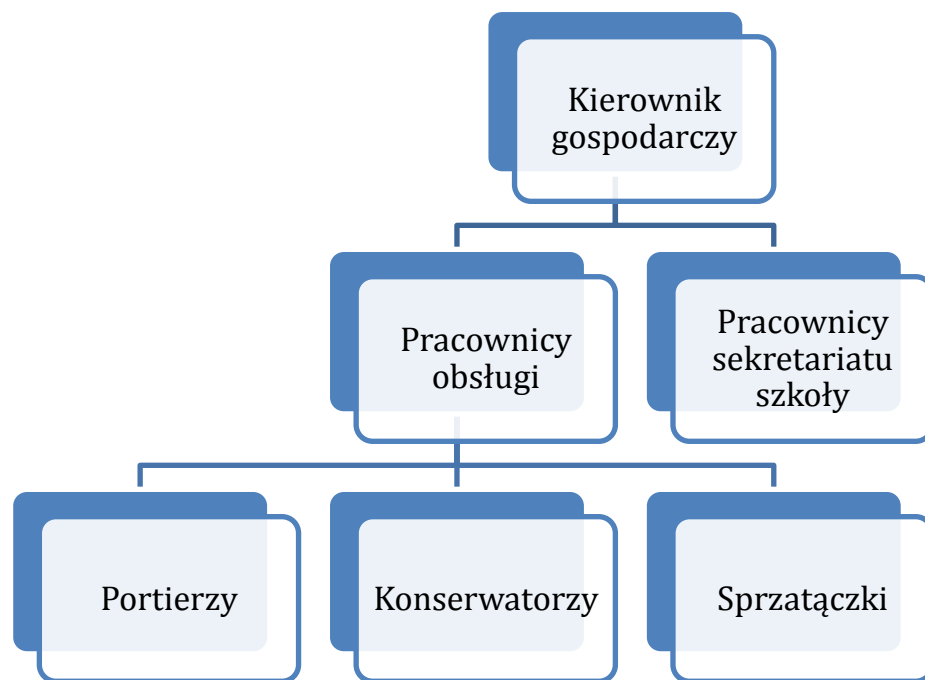 Kierownik
gospodarczy
Pracownicy
obsługi
Pracownicy
sekretariatu
szkoły
Portierzy
Konserwatorzy
Sprzatączki